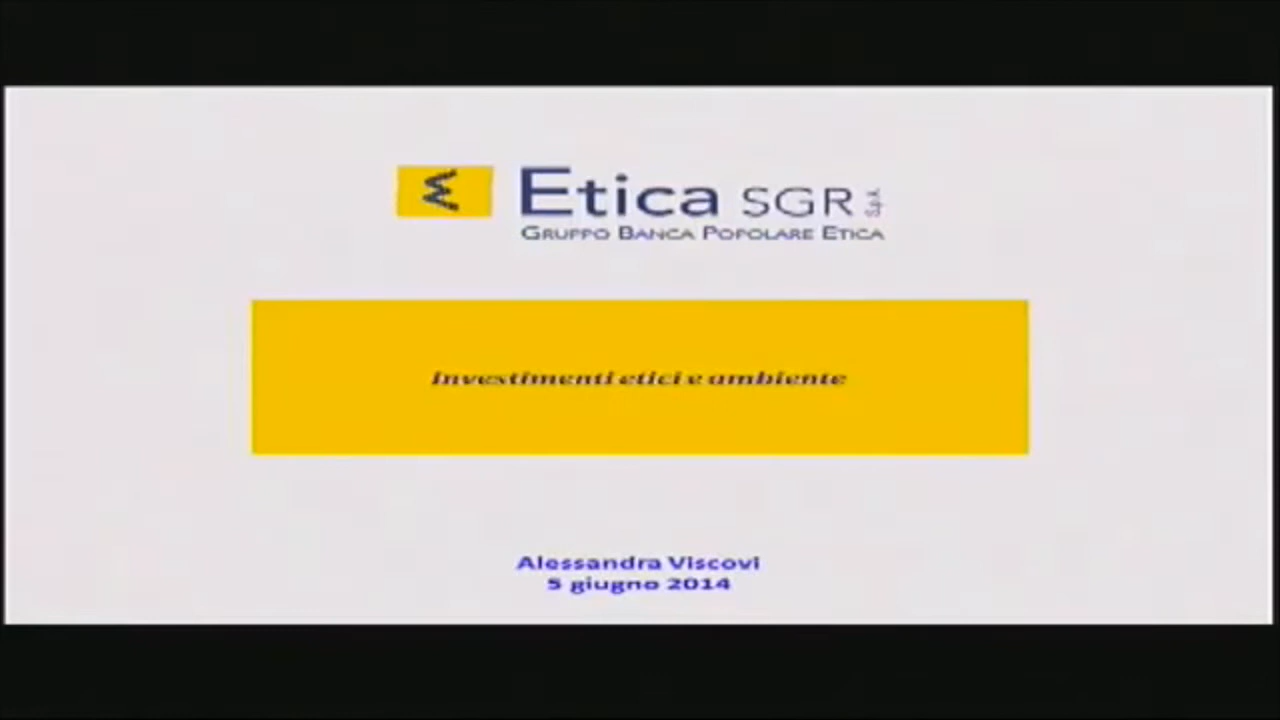 Etica SGR S.p.A.
GRUPPO BANCA POPOLARE ETICA
Investimenti etici e ambiente
Alessandra Viscovi
5 giugno 2014